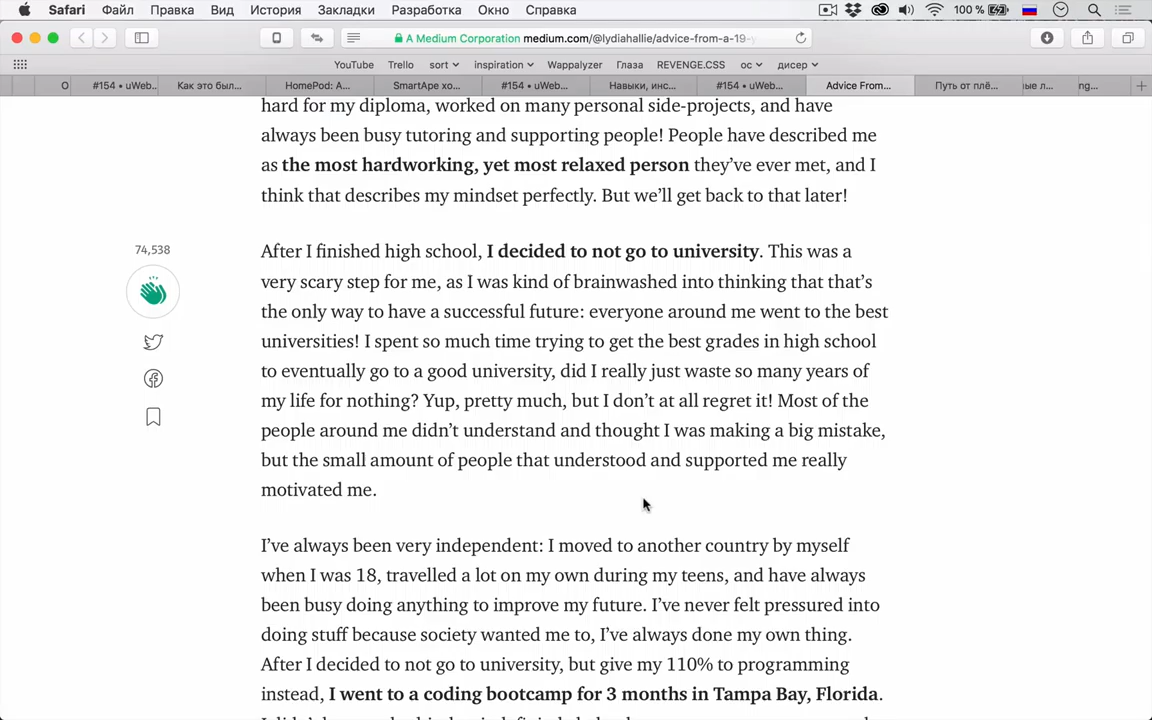 Safari Файл Правка Вид История Закладки Разработка Окно Справка 100 %
A Medium Corporation medium.com/@lydiahallie/advice-from-a-19-
YouTube Trello sort inspiration Wappalyzer Глаза REVENGE.CSS ос дисер
О #154 • uWeb... Как это был... HomePod: A... SmartApe хо... #154 • uWeb... Навыки, инс... #154 • uWeb... Advice From... Путь от плё... ые л... ng...
hard for my diploma, worked on many personal side-projects, and have
always been busy tutoring and supporting people! People have described me
as the most hardworking, yet most relaxed person they’ve ever met, and I
think that describes my mindset perfectly. But we’ll get back to that later!
74,538
After I finished high school, I decided to not go to university. This was a
very scary step for me, as I was kind of brainwashed into thinking that that’s
the only way to have a successful future: everyone around me went to the best
universities! I spent so much time trying to get the best grades in high school
to eventually go to a good university, did I really just waste so many years of
my life for nothing? Yup, pretty much, but I don’t at all regret it! Most of the
people around me didn’t understand and thought I was making a big mistake,
but the small amount of people that understood and supported me really
motivated me.
I’ve always been very independent: I moved to another country by myself
when I was 18, travelled a lot on my own during my teens, and have always
been busy doing anything to improve my future. I’ve never felt pressured into
doing stuff because society wanted me to, I’ve always done my own thing.
After I decided to not go to university, but give my 110% to programming
instead, I went to a coding bootcamp for 3 months in Tampa Bay, Florida.